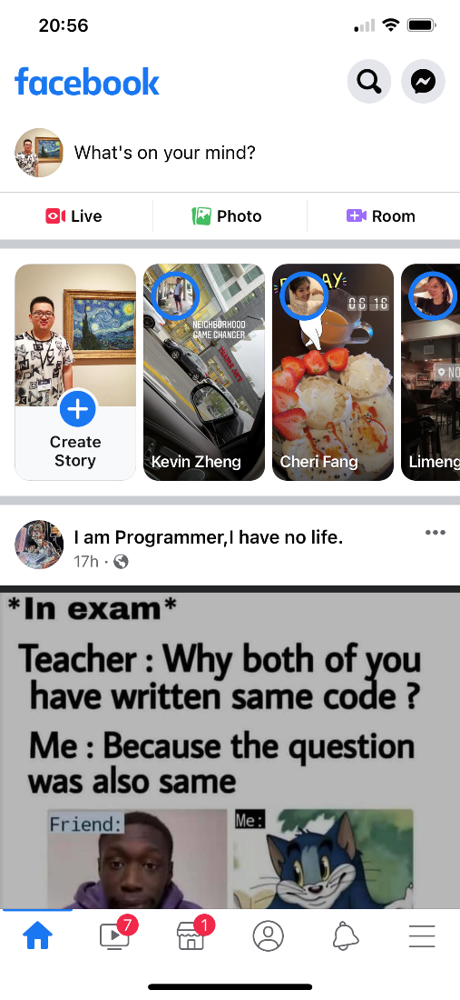 20:56
facebook
What's on your mind?
Live
Photo
Room
NEIGHBORHOOD
GAME CHANGER
06 16
NO
Create
Story
Kevin Zheng
Cheri Fang
Limeng
I am Programmer,I have no life.
17h ·
*In exam*
Teacher : Why both of you
have written same code ?
Me : Because the question
was also same
Friend:
Me:
7
1